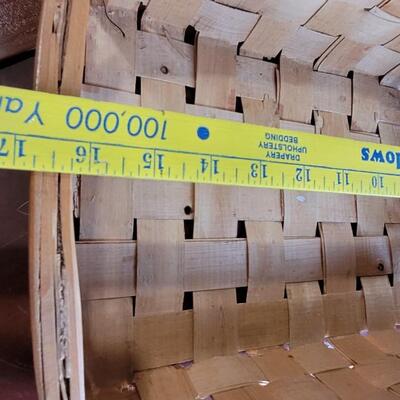 100,000 Ya
DRAPERY
UPHOLSTERY
BEDDING
lows
17 16 15 14 13 12 11 10